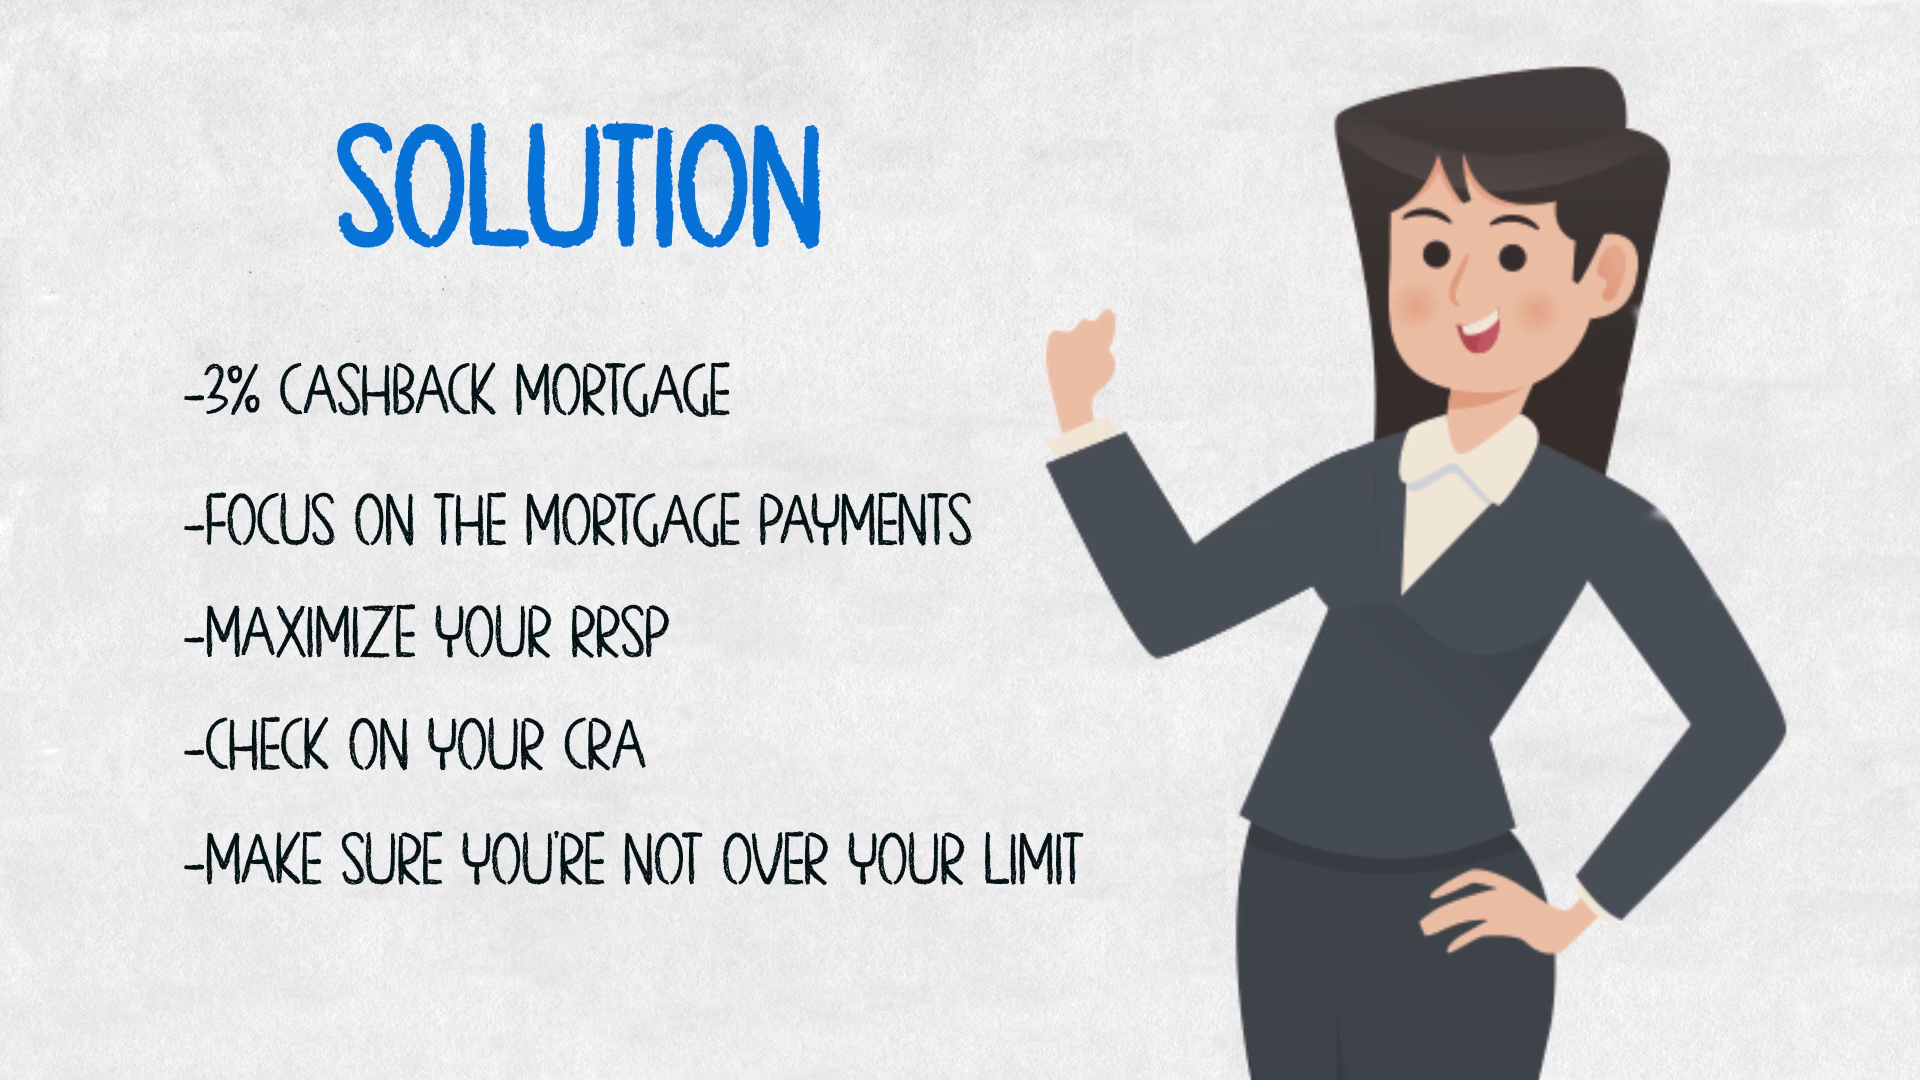 SOLUTION
-3% CASHBACK MORTGAGE
-FOCUS ON THE MORTGAGE PAYMENTS
-MAXIMIZE YOUR RRSP
-CHECK ON YOUR CRA
-MAKE SURE YOU'RE NOT OVER YOUR LIMIT